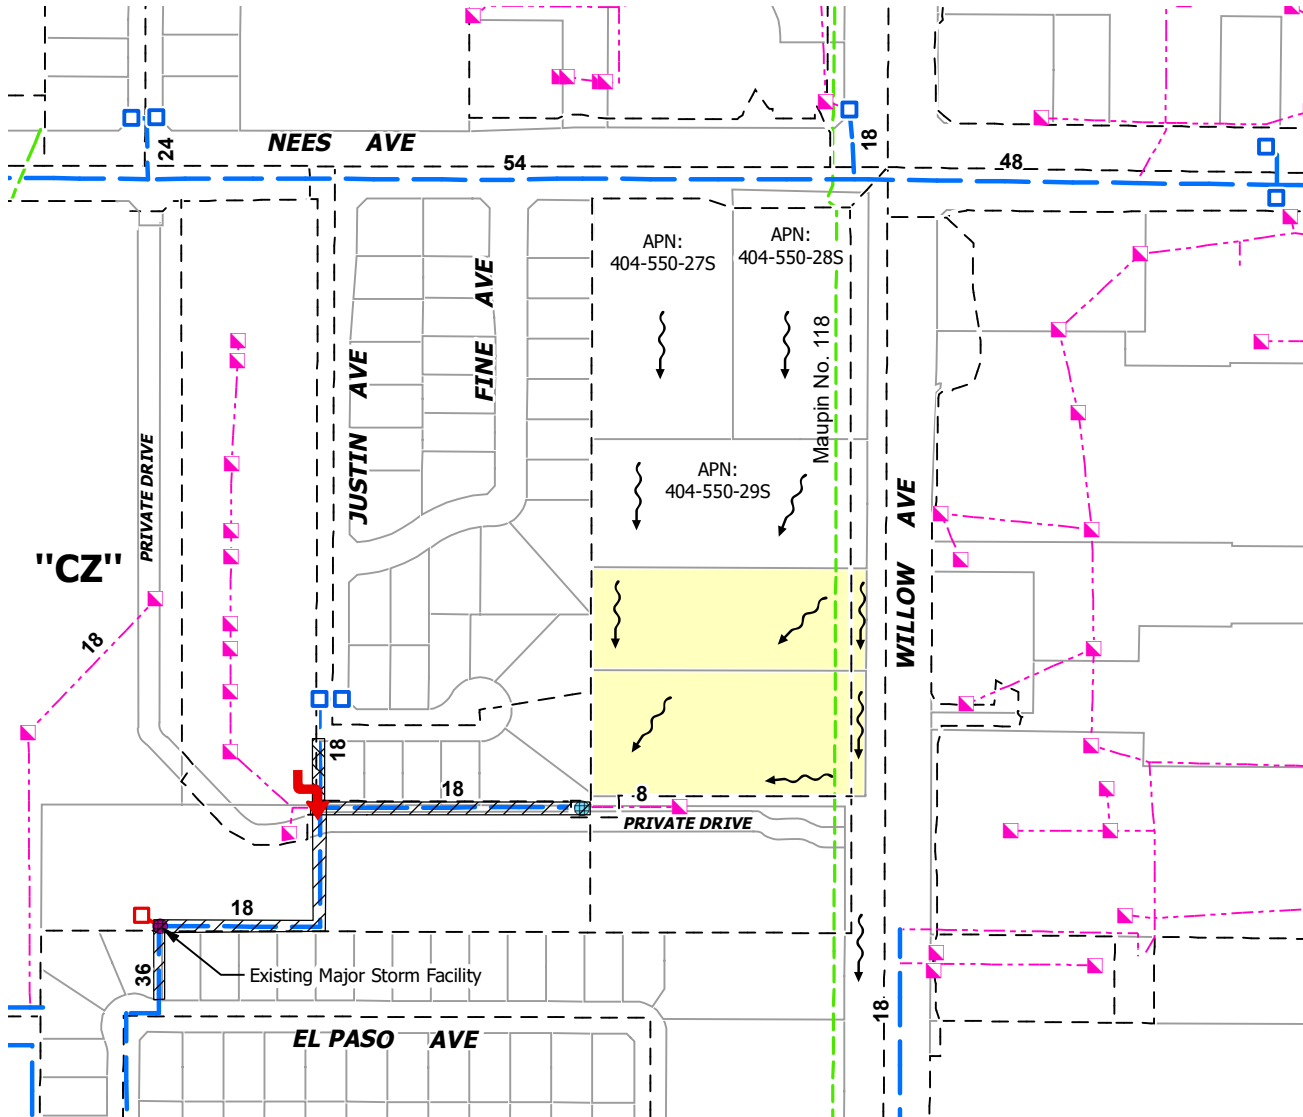 24
NEES AVE
54
18
48
APN:
404-550-27S
APN:
404-550-28S
FINE AVE
JUSTIN AVE
Maupin No. 118
PRIVATE DRIVE
APN:
404-550-29S
WILLOW AVE
"CZ"
18
18
18
8
PRIVATE DRIVE
18
36
Existing Major Storm Facility
18
EL PASO AVE